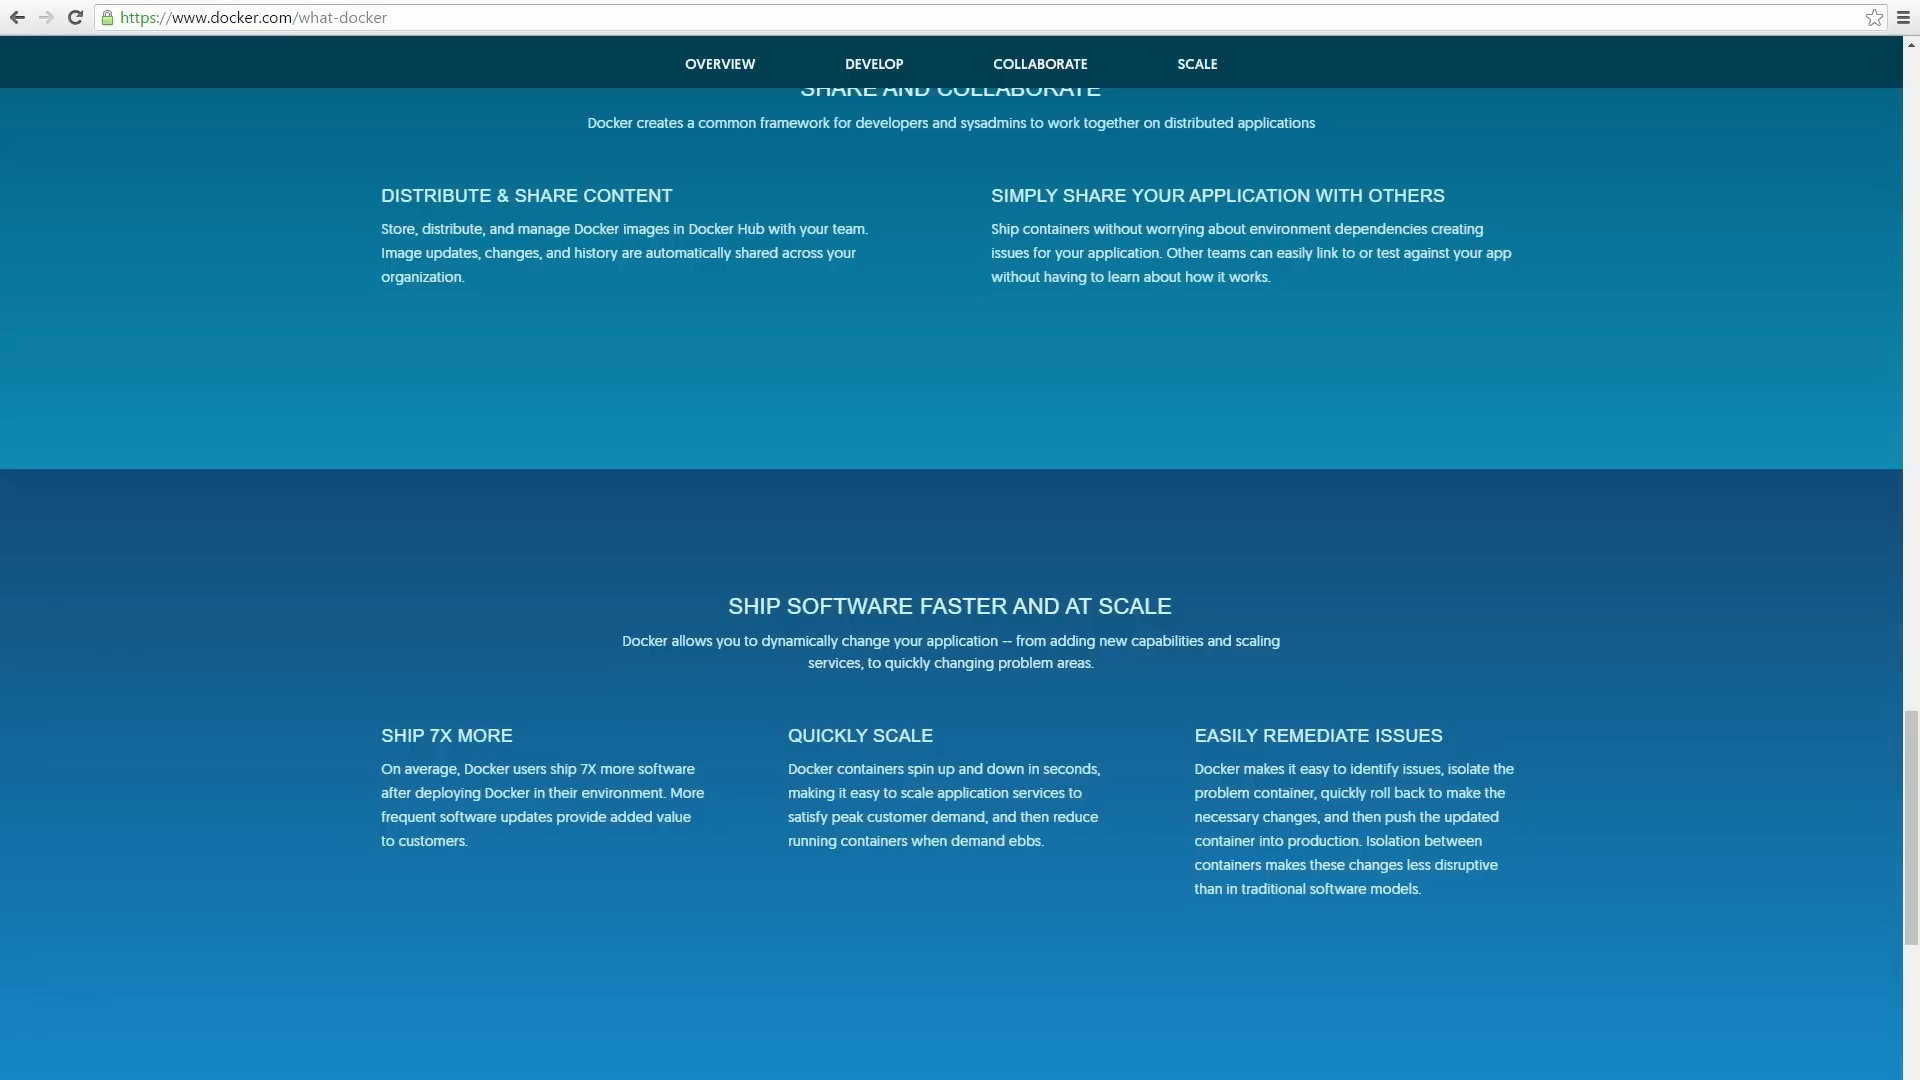 https://www.docker.com/what-docker
OVERVIEW DEVELOP COLLABORATE SCALE
SHARE AND COLLABORATE
Docker creates a common framework for developers and sysadmins to work together on distributed applications
DISTRIBUTE & SHARE CONTENT
Store, distribute, and manage Docker images in Docker Hub with your team.
Image updates, changes, and history are automatically shared across your
organization.
SIMPLY SHARE YOUR APPLICATION WITH OTHERS
Ship containers without worrying about environment dependencies creating
issues for your application. Other teams can easily link to or test against your app
without having to learn about how it works.
SHIP SOFTWARE FASTER AND AT SCALE
Docker allows you to dynamically change your application -- from adding new capabilities and scaling
services, to quickly changing problem areas.
SHIP 7X MORE
On average, Docker users ship 7X more software
after deploying Docker in their environment. More
frequent software updates provide added value
to customers.
QUICKLY SCALE
Docker containers spin up and down in seconds,
making it easy to scale application services to
satisfy peak customer demand, and then reduce
running containers when demand ebbs.
EASILY REMEDIATE ISSUES
Docker makes it easy to identify issues, isolate the
problem container, quickly roll back to make the
necessary changes, and then push the updated
container into production. Isolation between
containers makes these changes less disruptive
than in traditional software models.